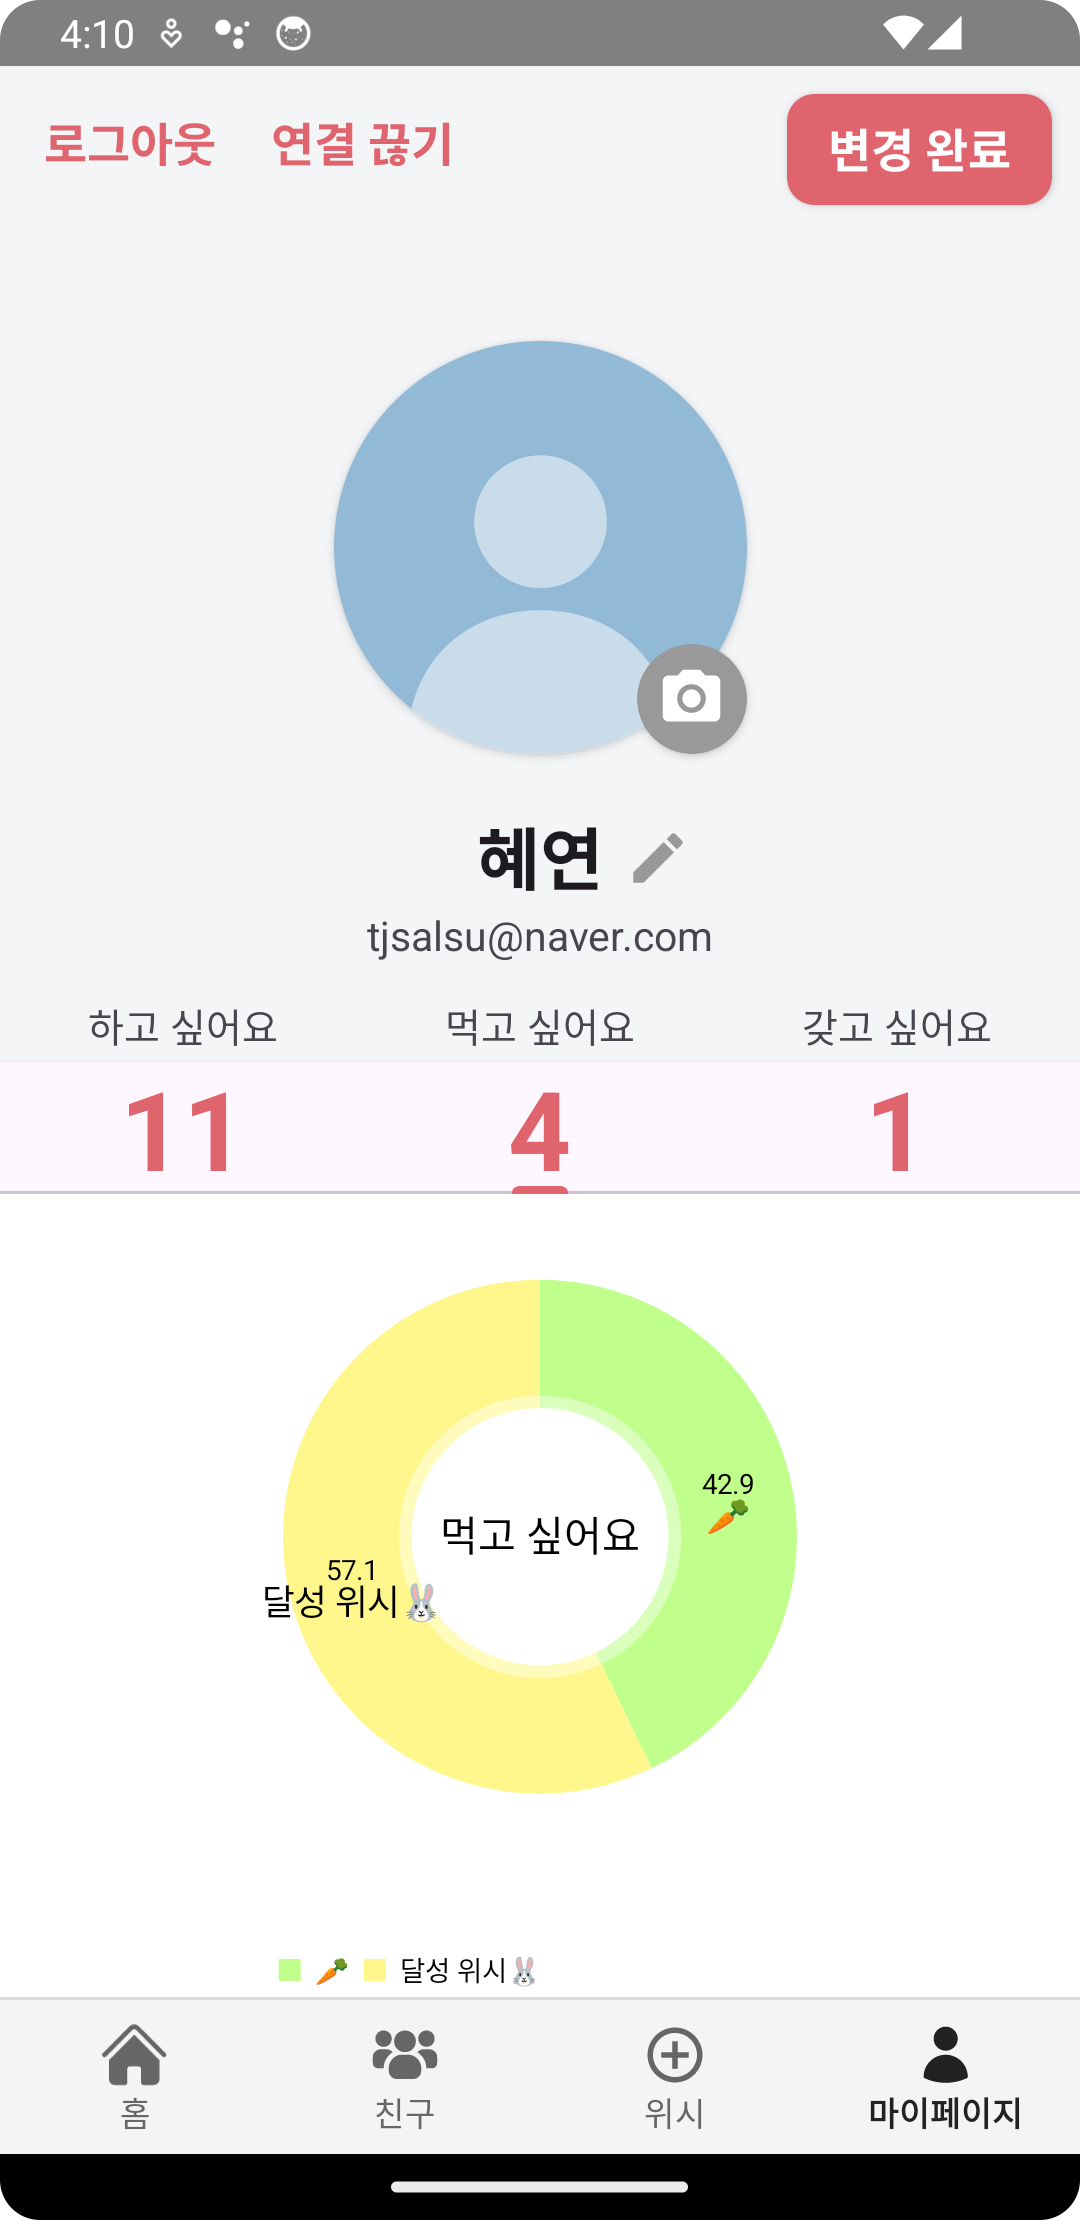 4:10
로그아웃 연결 끊기 변경 완료
혜연
tjsalsu@naver.com
하고 싶어요 먹고 싶어요 갖고 싶어요
11 4 1
42.9
🥕
먹고 싶어요
57.1
달성 위시🐰
🥕 달성 위시🐰
홈 친구 위시 마이페이지